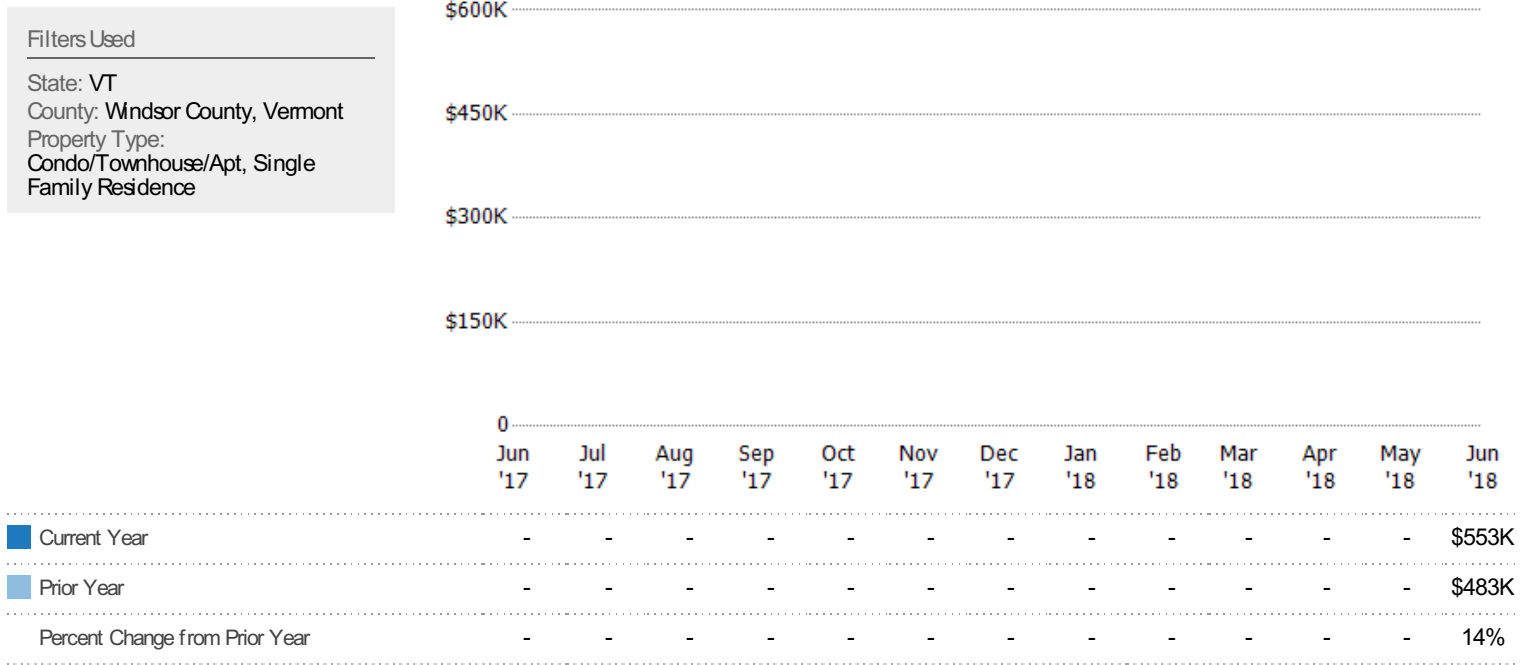 Filters Used
State: VT
County: Windsor County, Vermont
Property Type:
Condo/Townhouse/Apt, Single
Family Residence
$600K
$450K
$300K
$150K
0
Jun Jul Aug Sep Oct Nov Dec Jan Feb Mar Apr May Jun
'17 '17 '17 '17 '17 '17 '17 '18 '18 '18 '18 '18 '18
Current Year - - - - - - - - - - - - $553K
Prior Year - - - - - - - - - - - - $483K
Percent Change from Prior Year - - - - - - - - - - - - 14%